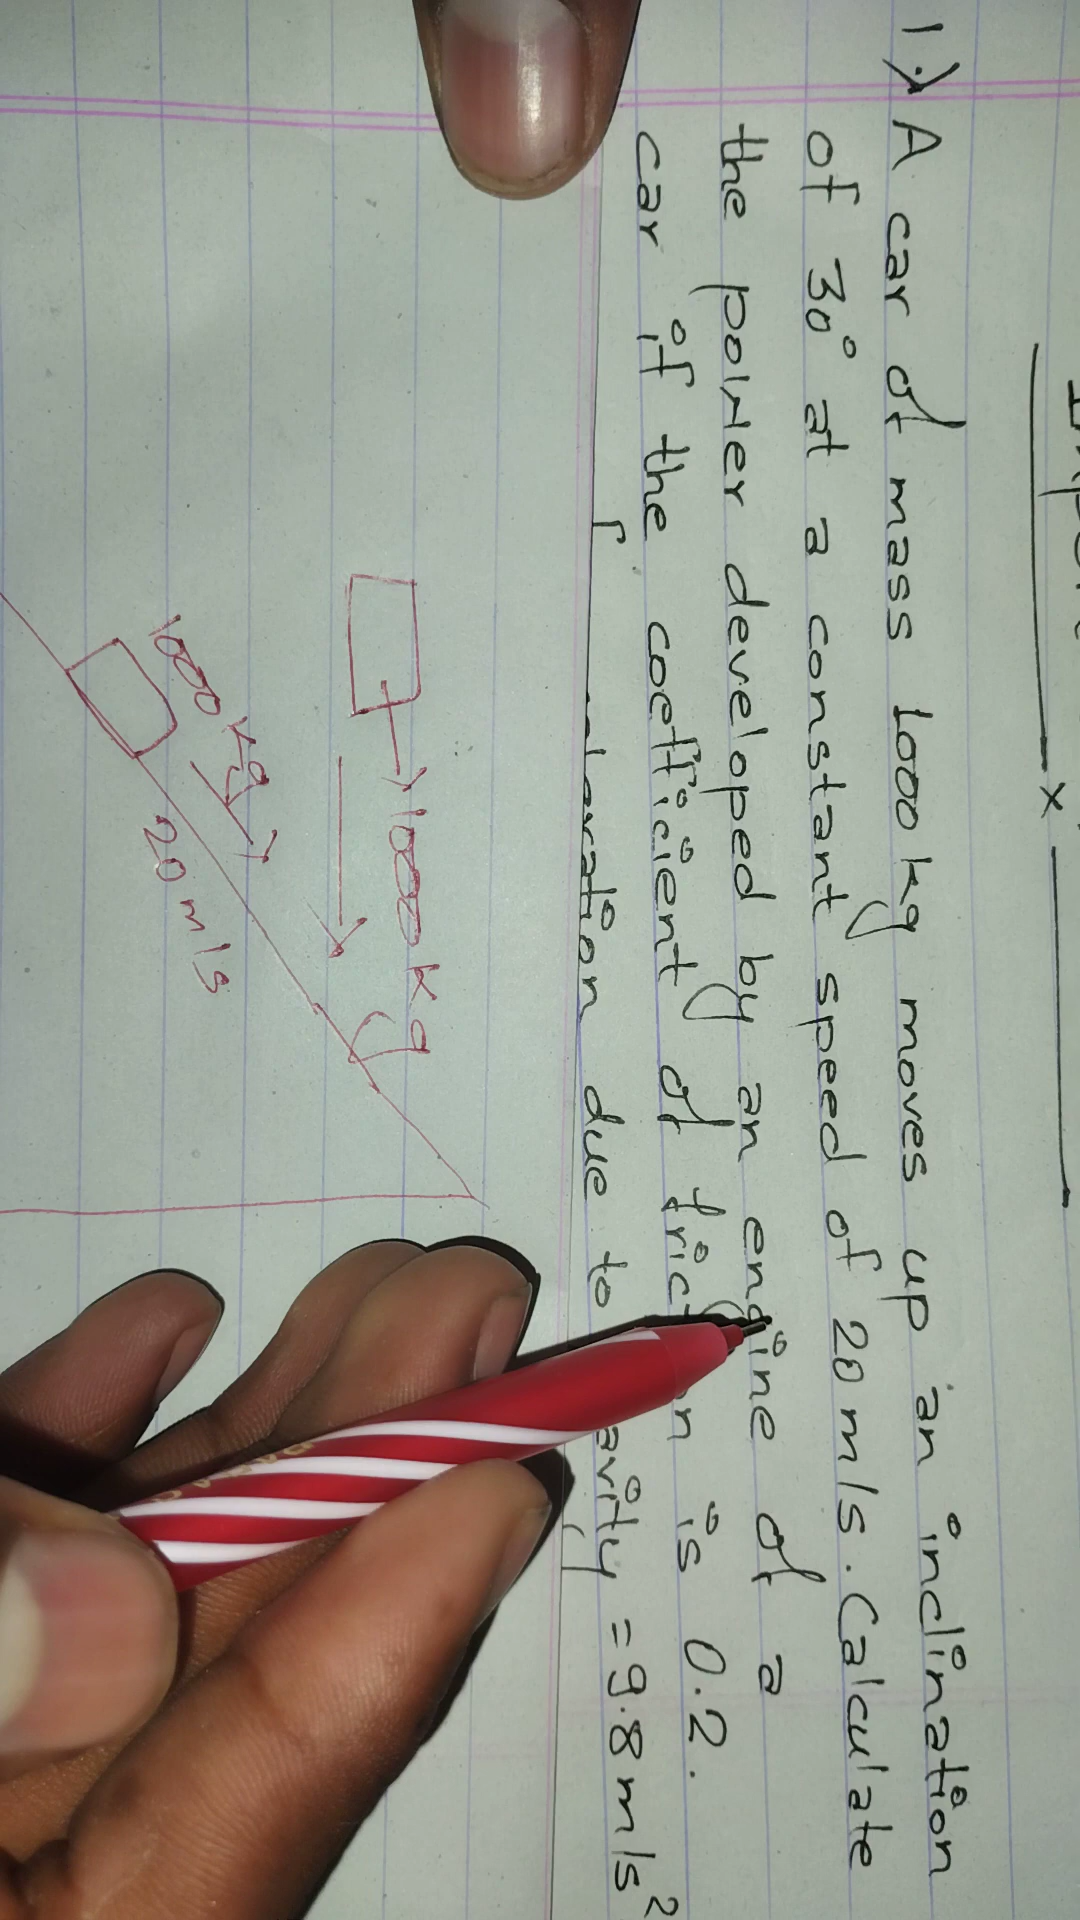 1.) A car of mass 1000 kg moves up an inclination
of 30° at a constant speed of 20 m/s. Calculate
the power developed by an engine of a
car if the coefficient of friction is 0.2.
due to = 9.8 m/s²
1000 kg
1000 kg
20 m/s